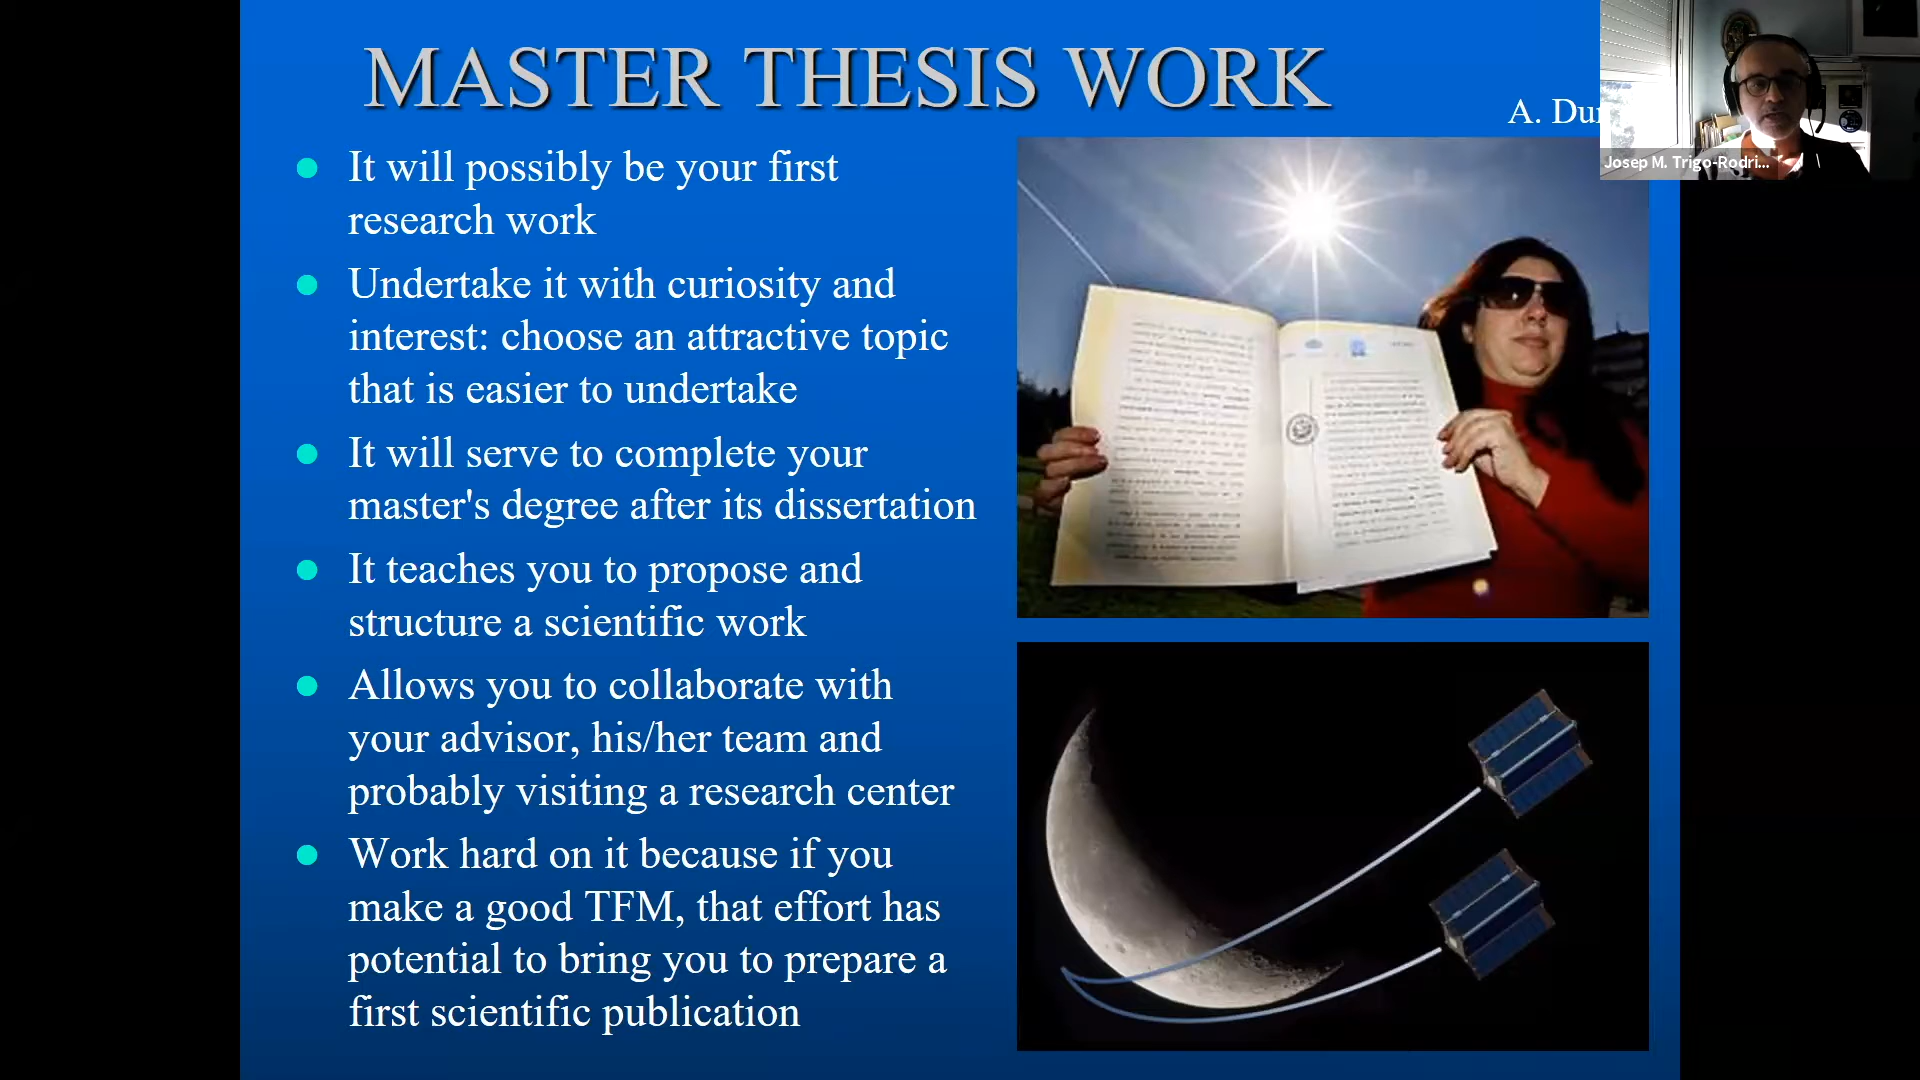 MASTER THESIS WORK
A. Dur
Josep M. Trigo-Rodri...
It will possibly be your first
research work
Undertake it with curiosity and
interest: choose an attractive topic
that is easier to undertake
It will serve to complete your
master's degree after its dissertation
It teaches you to propose and
structure a scientific work
Allows you to collaborate with
your advisor, his/her team and
probably visiting a research center
Work hard on it because if you
make a good TFM, that effort has
potential to bring you to prepare a
first scientific publication